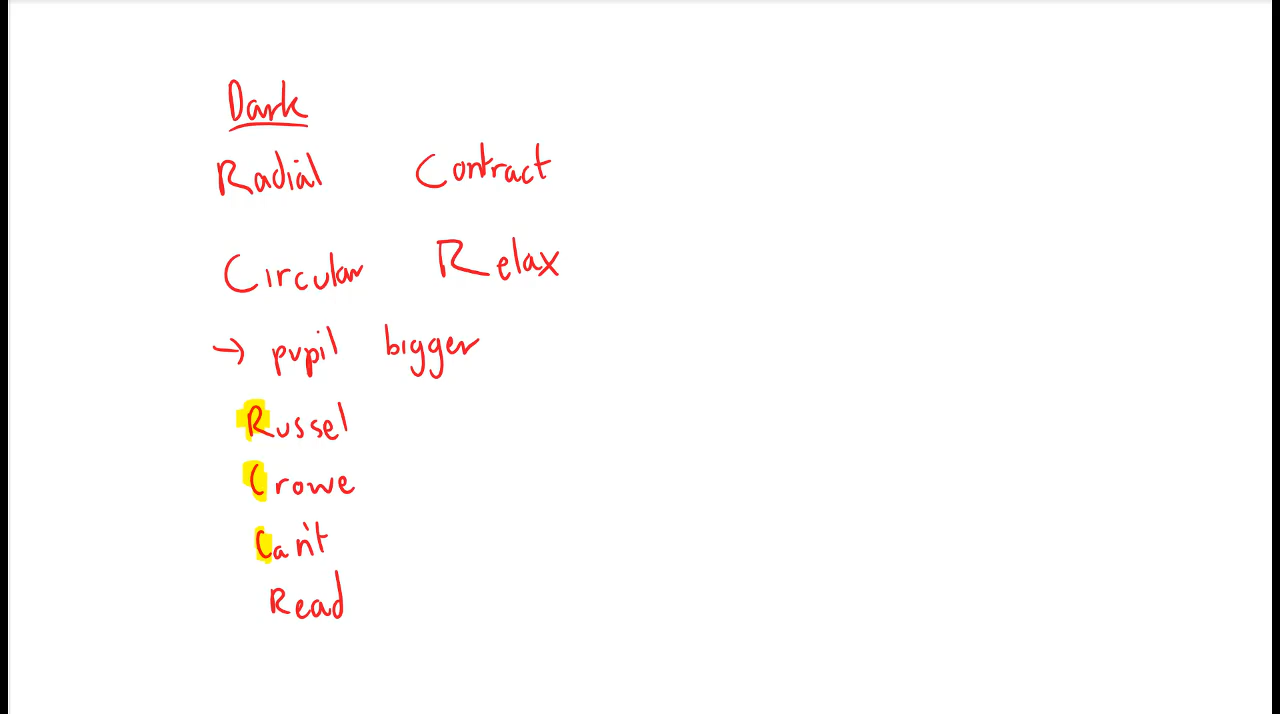 Dark
Radial Contract
Circular Relax
→ pupil bigger
Russel
Crowe
Can't
Read